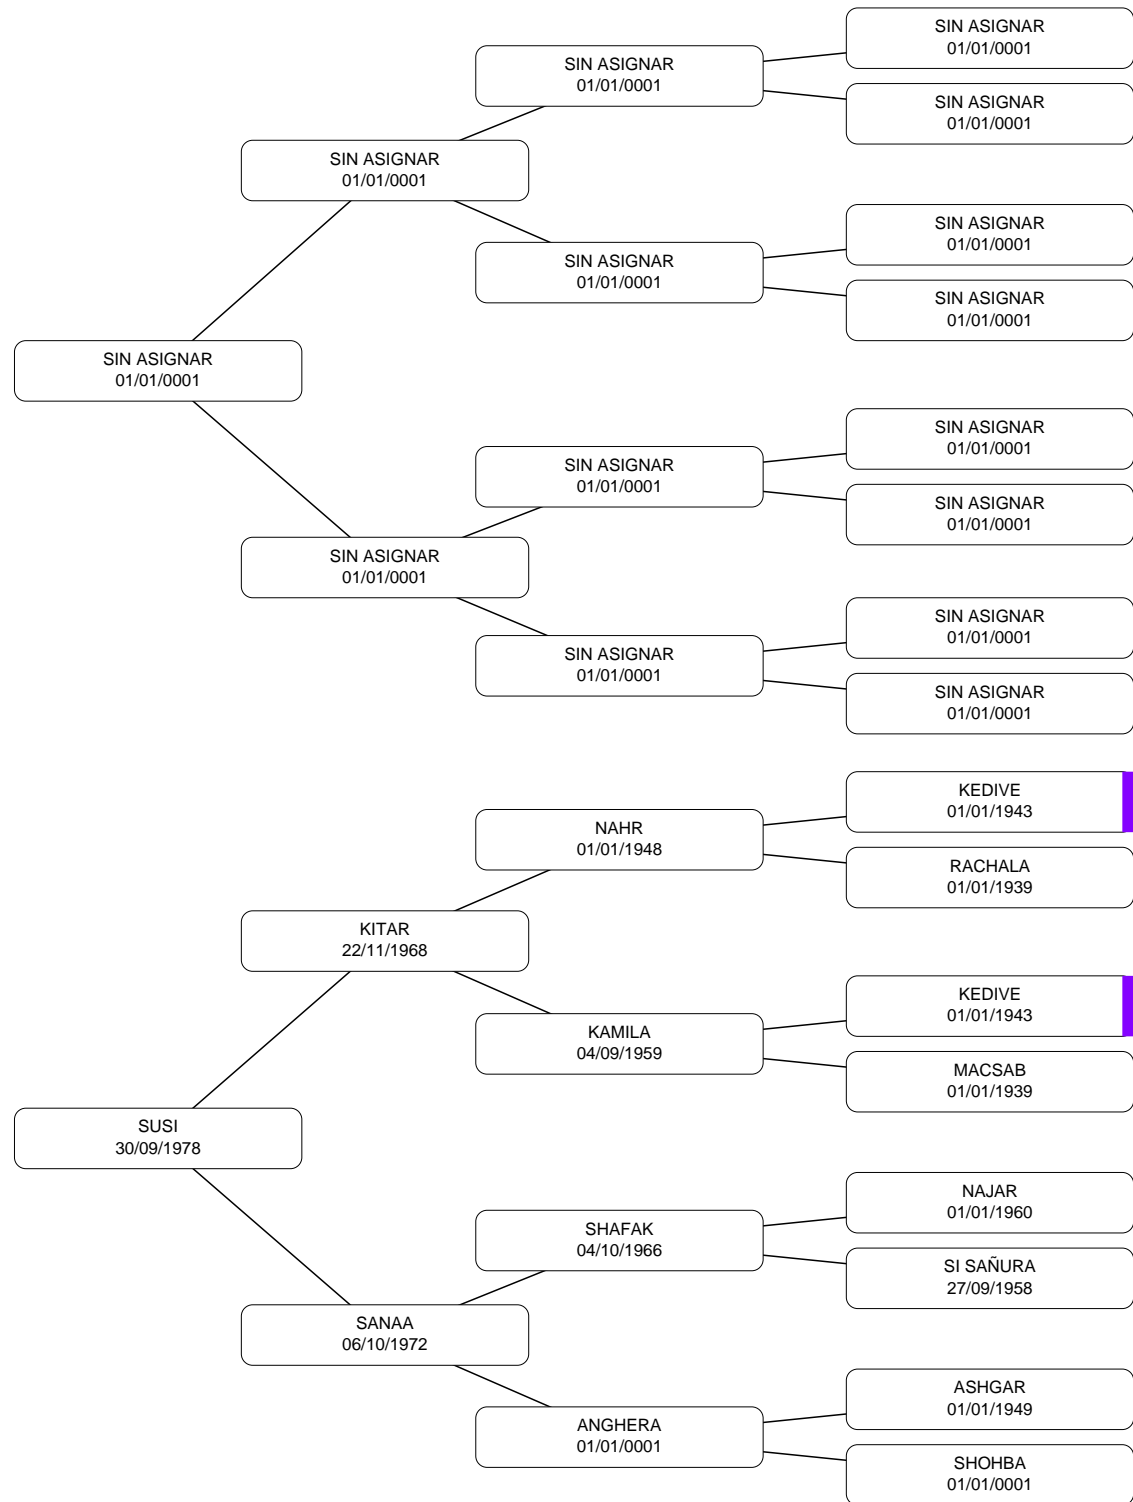 SIN ASIGNAR
01/01/0001
SIN ASIGNAR
01/01/0001
SIN ASIGNAR
01/01/0001
SIN ASIGNAR
01/01/0001
SIN ASIGNAR
01/01/0001
SIN ASIGNAR
01/01/0001
SIN ASIGNAR
01/01/0001
SIN ASIGNAR
01/01/0001
SIN ASIGNAR
01/01/0001
SIN ASIGNAR
01/01/0001
SIN ASIGNAR
01/01/0001
SIN ASIGNAR
01/01/0001
SIN ASIGNAR
01/01/0001
SIN ASIGNAR
01/01/0001
SIN ASIGNAR
01/01/0001
KEDIVE
01/01/1943
NAHR
01/01/1948
RACHALA
01/01/1939
KITAR
22/11/1968
KEDIVE
01/01/1943
KAMILA
04/09/1959
MACSAB
01/01/1939
SUSI
30/09/1978
NAJAR
01/01/1960
SHAFAK
04/10/1966
SI SAÑURA
27/09/1958
SANAA
06/10/1972
ASHGAR
01/01/1949
ANGHERA
01/01/0001
SHOHBA
01/01/0001